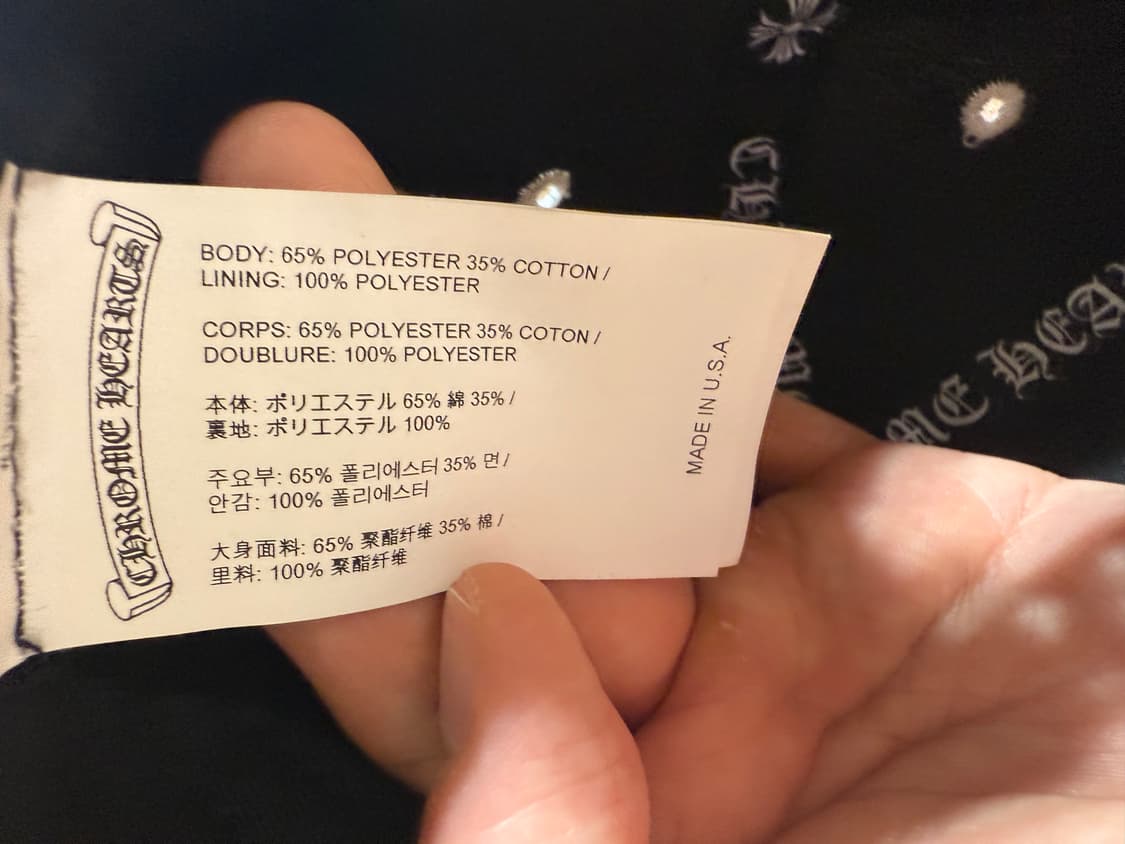 CHROME HEARTS
BODY: 65% POLYESTER 35% COTTON /
LINING: 100% POLYESTER
CORPS: 65% POLYESTER 35% COTON /
DOUBLURE: 100% POLYESTER
本体: ポリエステル 65% 綿 35% /
裏地: ポリエステル 100%
주요부: 65% 폴리에스터 35% 면 /
안감: 100% 폴리에스터
大身面料: 65% 聚酯纤维 35% 棉 /
里料: 100% 聚酯纤维
MADE IN U.S.A.